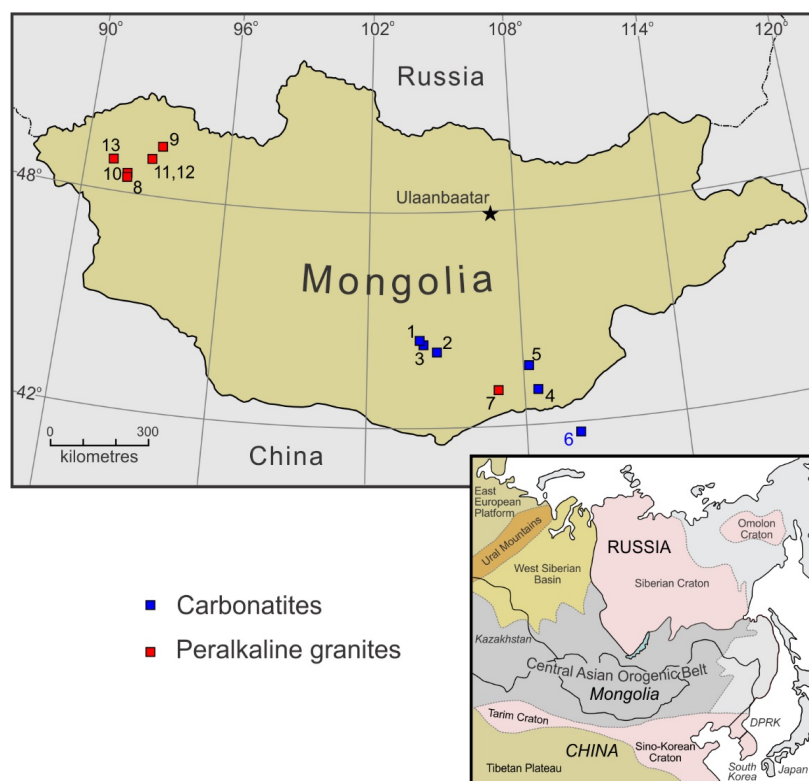 90°
96°
102°
108°
114°
120°
Russia
13
9
48°
10
11,12
8
Ulaanbaatar
Mongolia
1
2
3
5
7
4
42°
6
0 300
kilometres
China
Carbonatites
Peralkaline granites
East
European
Platform
Ural Mountains
West Siberian
Basin
RUSSIA
Siberian Craton
Omolon
Craton
Kazakhstan
Central Asian Orogenic Belt
Mongolia
Tarim Craton
DPRK
CHINA
Sino-Korean
Craton
Tibetan Plateau
South
Korea
Japan